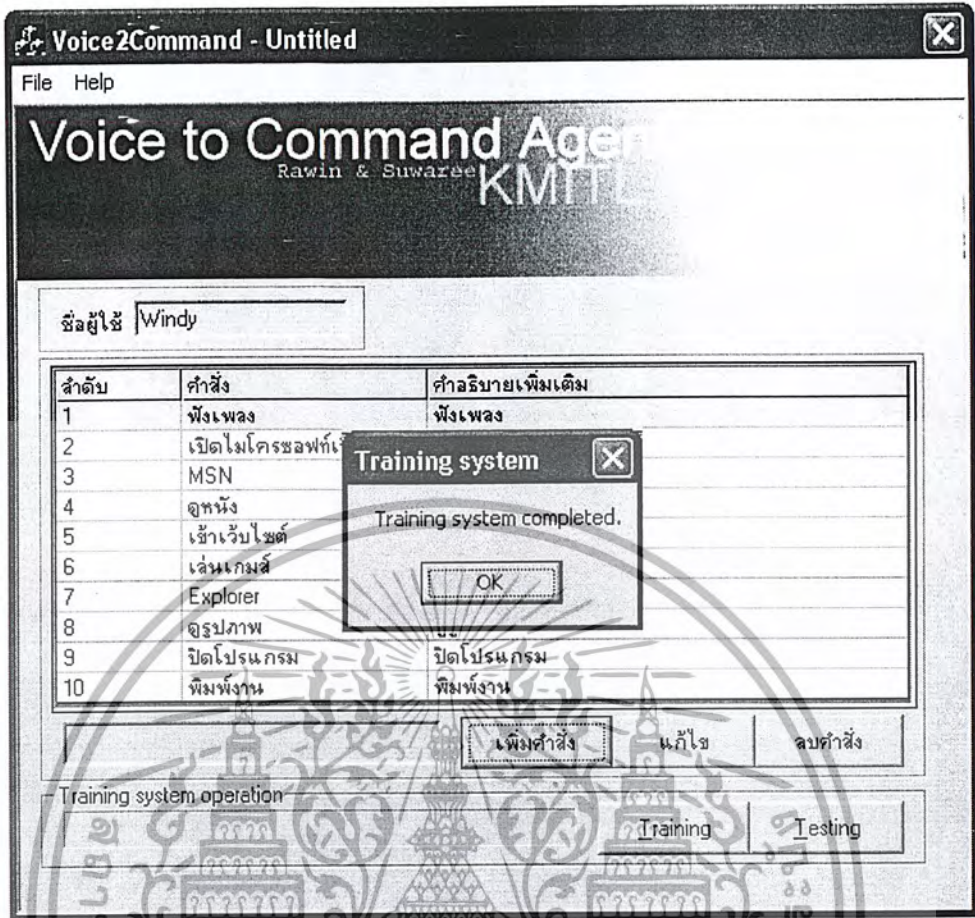 Voice2Command - Untitled
File Help
Voice to Command Agen
Rawin & Suwaree
KMITL
ชื่อผู้ใช้ Windy
ลำดับ คำสั่ง คำอธิบายเพิ่มเติม
1 ฟังเพลง ฟังเพลง
2 เปิดไมโครซอฟท์เ
3 MSN
4 ดูหนัง
5 เข้าเว็บไซต์
6 เล่นเกมส์
7 Explorer
8 ดูรูปภาพ
9 ปิดโปรแกรม ปิดโปรแกรม
10 พิมพ์งาน พิมพ์งาน
Training system
Training system completed.
OK
เพิ่มคำสั่ง แก้ไข ลบคำสั่ง
Training system operation
Training Testing